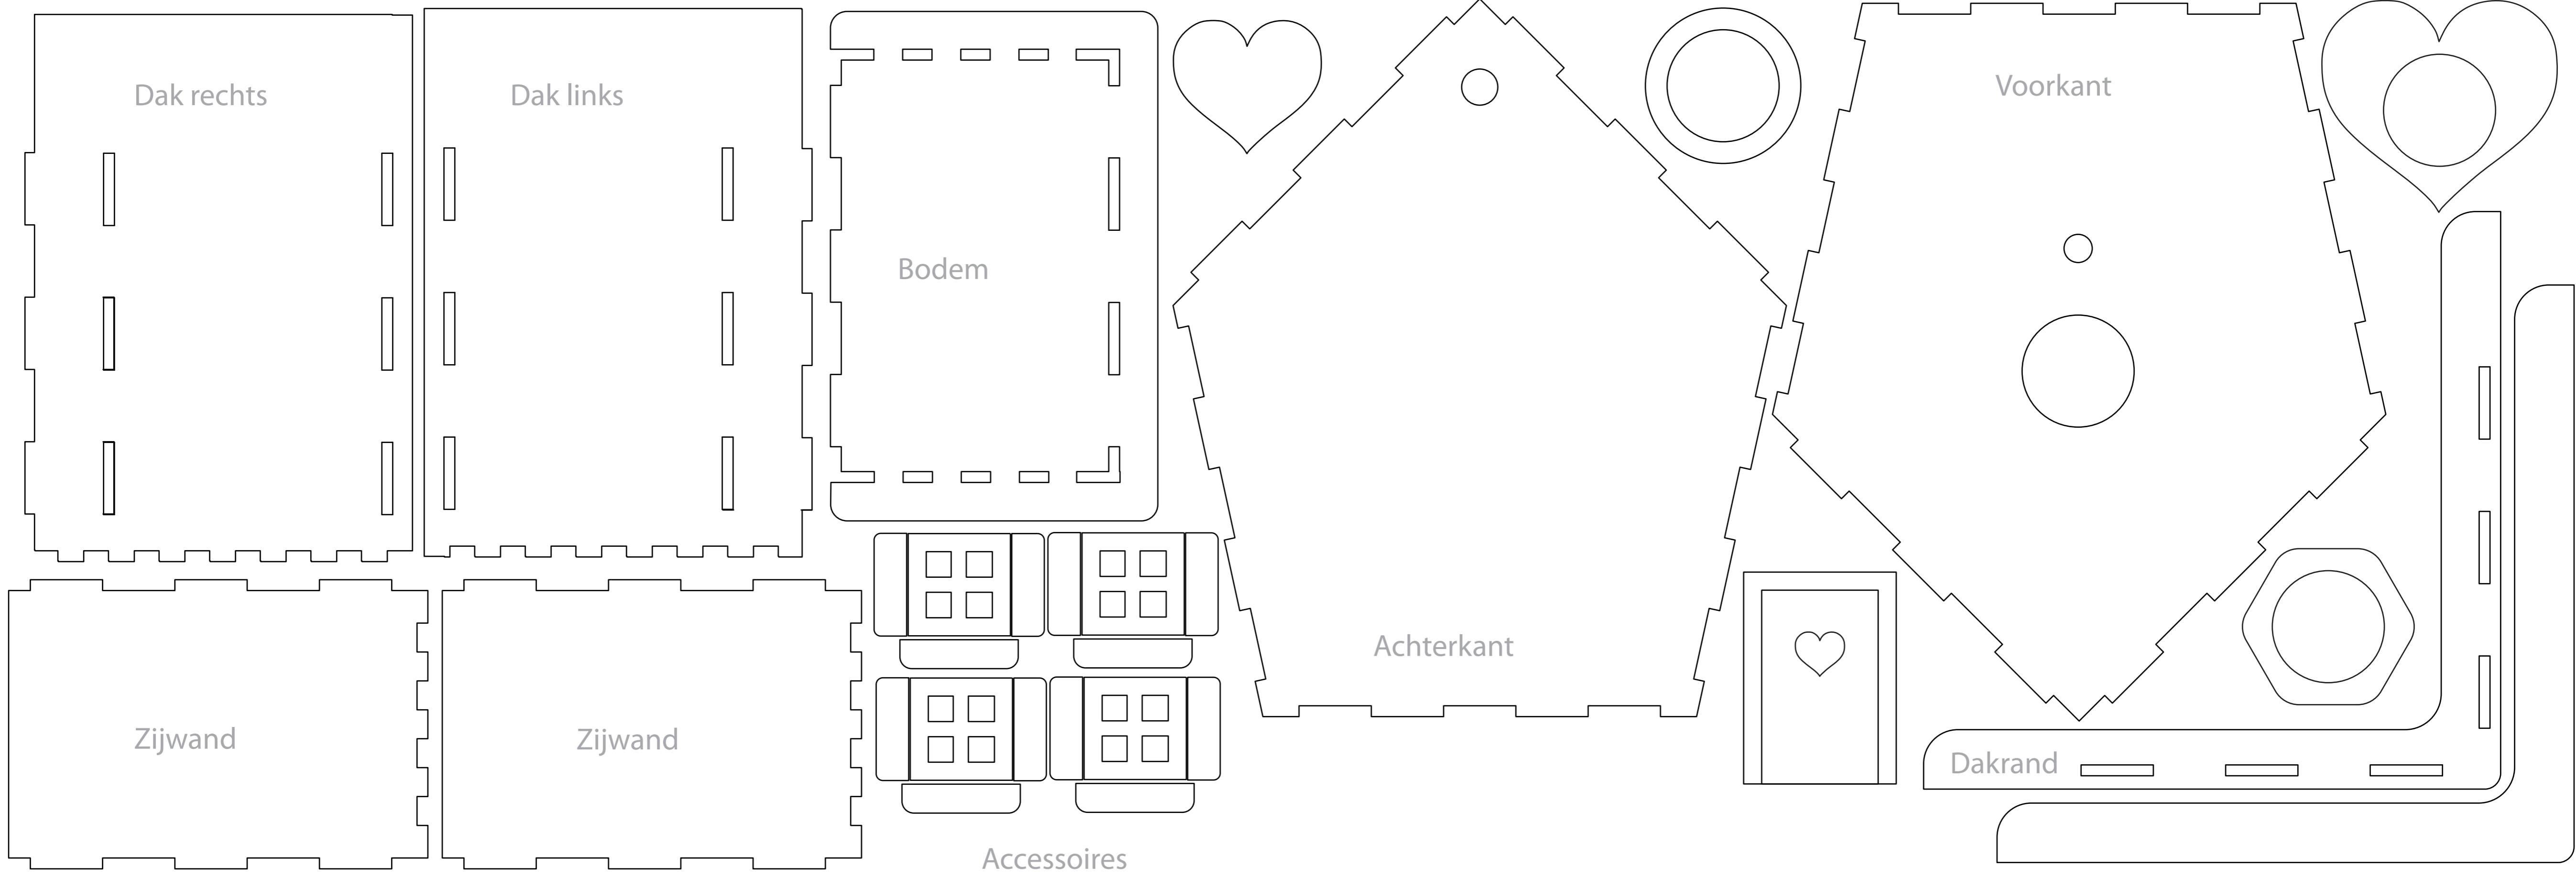 Dak rechts
Dak links
Voorkant
Bodem
Achterkant
Zijwand
Zijwand
Dakrand
Accessoires